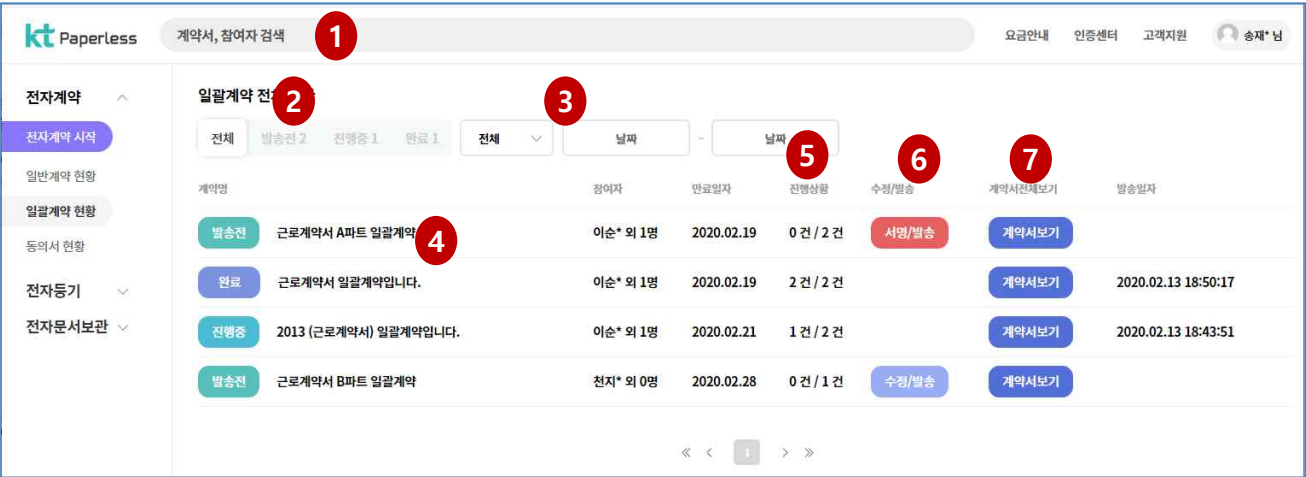 kt Paperless
계약서, 참여자 검색
1
요금안내 인증센터 고객지원 송재* 님
전자계약
전자계약 시작
일반계약 현황
일괄계약 현황
동의서 현황
전자등기
전자문서보관
일괄계약
2
3
전체 발송전 2 진행중 1 완료 1 전체 날짜 - 날짜
5
6
7
계약명 참여자 만료일자 진행상황 수정/발송 계약서전체보기 발송일자
발송전 근로계약서 A파트 일괄계약 이순* 외 1명 2020.02.19 0 건 / 2 건 서명/발송 계약서보기
4
완료 근로계약서 일괄계약입니다. 이순* 외 1명 2020.02.19 2 건 / 2 건 계약서보기 2020.02.13 18:50:17
진행중 2013 (근로계약서) 일괄계약입니다. 이순* 외 1명 2020.02.21 1 건 / 2 건 계약서보기 2020.02.13 18:43:51
발송전 근로계약서 B파트 일괄계약 천지* 외 0명 2020.02.28 0 건 / 1 건 수정/발송 계약서보기
« < 1 > »